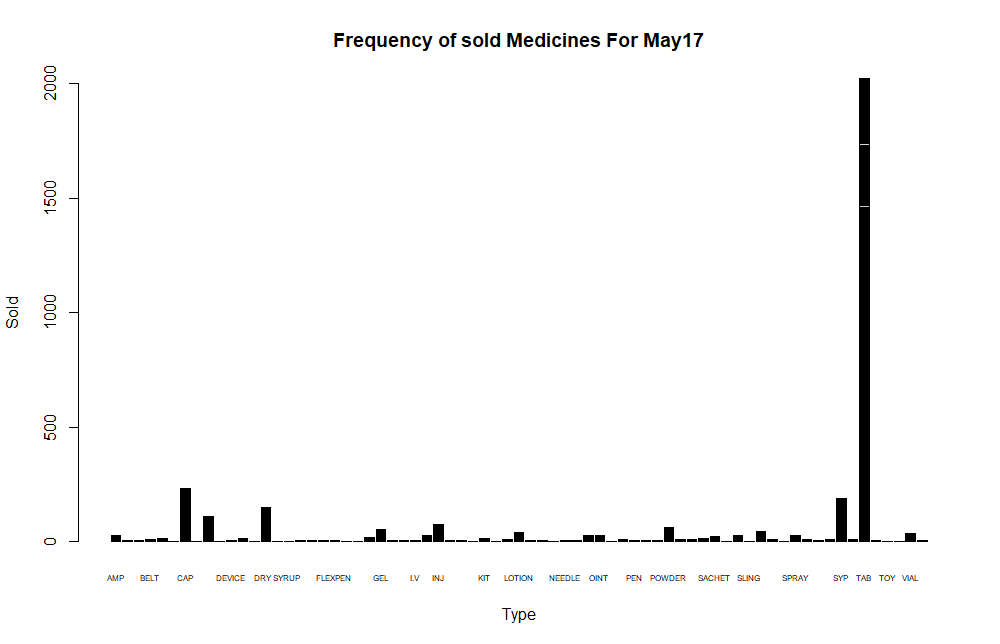 Frequency of sold Medicines For May17
2000
1500
1000
500
0
Sold
AMP BELT CAP DEVICE DRY SYRUP FLEXPEN GEL I.V INJ KIT LOTION NEEDLE OINT PEN POWDER SACHET SLING SPRAY SYP TAB TOY VIAL
Type